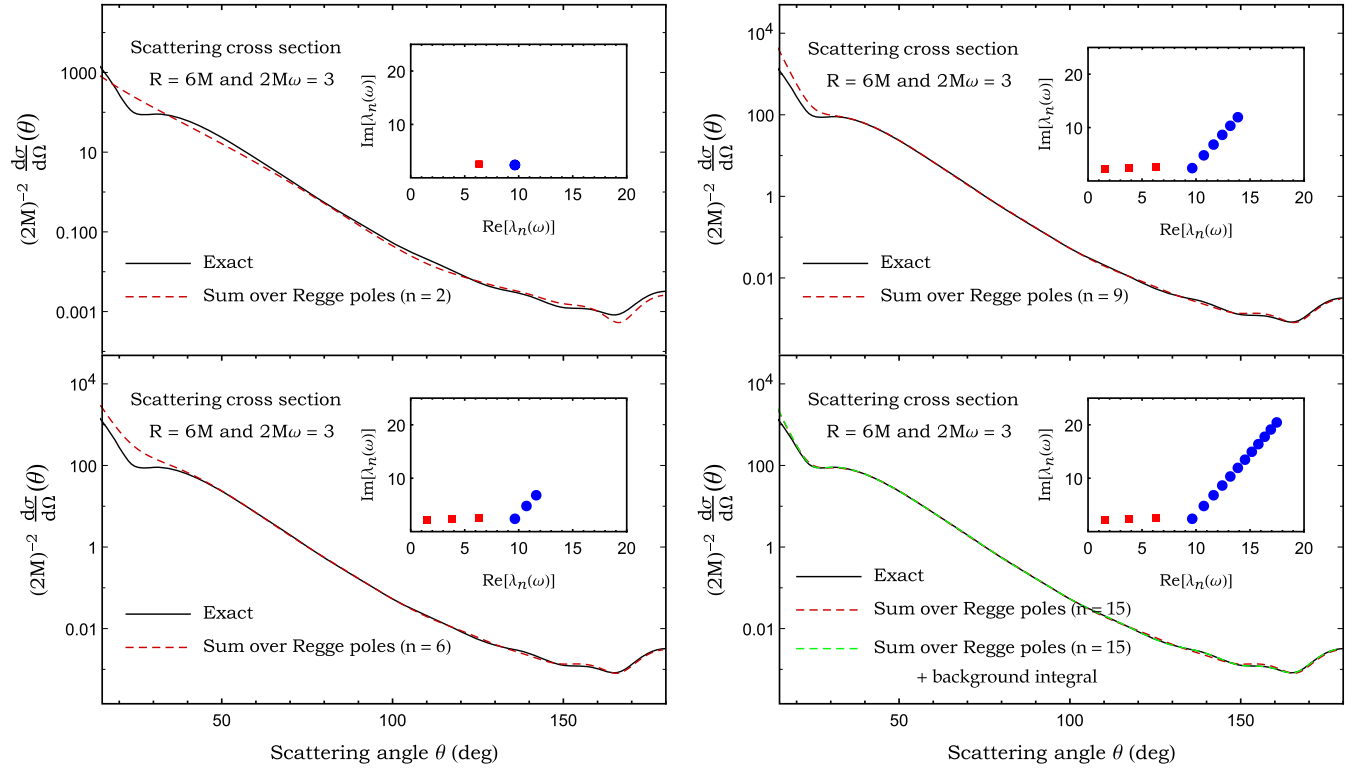 Scattering cross section
R = 6M and 2Mω = 3
1000
10
0.100
0.001
(2M)⁻² dσ/dΩ (θ)
Exact
Sum over Regge poles (n = 2)
Im[λn(ω)]
20
10
0 5 10 15 20
Re[λn(ω)]
Scattering cross section
R = 6M and 2Mω = 3
10⁴
100
1
0.01
(2M)⁻² dσ/dΩ (θ)
Exact
Sum over Regge poles (n = 9)
Im[λn(ω)]
20
10
0 5 10 15 20
Re[λn(ω)]
Scattering cross section
R = 6M and 2Mω = 3
10⁴
100
1
0.01
(2M)⁻² dσ/dΩ (θ)
Exact
Sum over Regge poles (n = 6)
Im[λn(ω)]
20
10
0 5 10 15 20
Re[λn(ω)]
50 100 150
Scattering angle θ (deg)
Scattering cross section
R = 6M and 2Mω = 3
10⁴
100
1
0.01
(2M)⁻² dσ/dΩ (θ)
Exact
Sum over Regge poles (n = 15)
Sum over Regge poles (n = 15)
+ background integral
Im[λn(ω)]
20
10
0 5 10 15 20
Re[λn(ω)]
50 100 150
Scattering angle θ (deg)